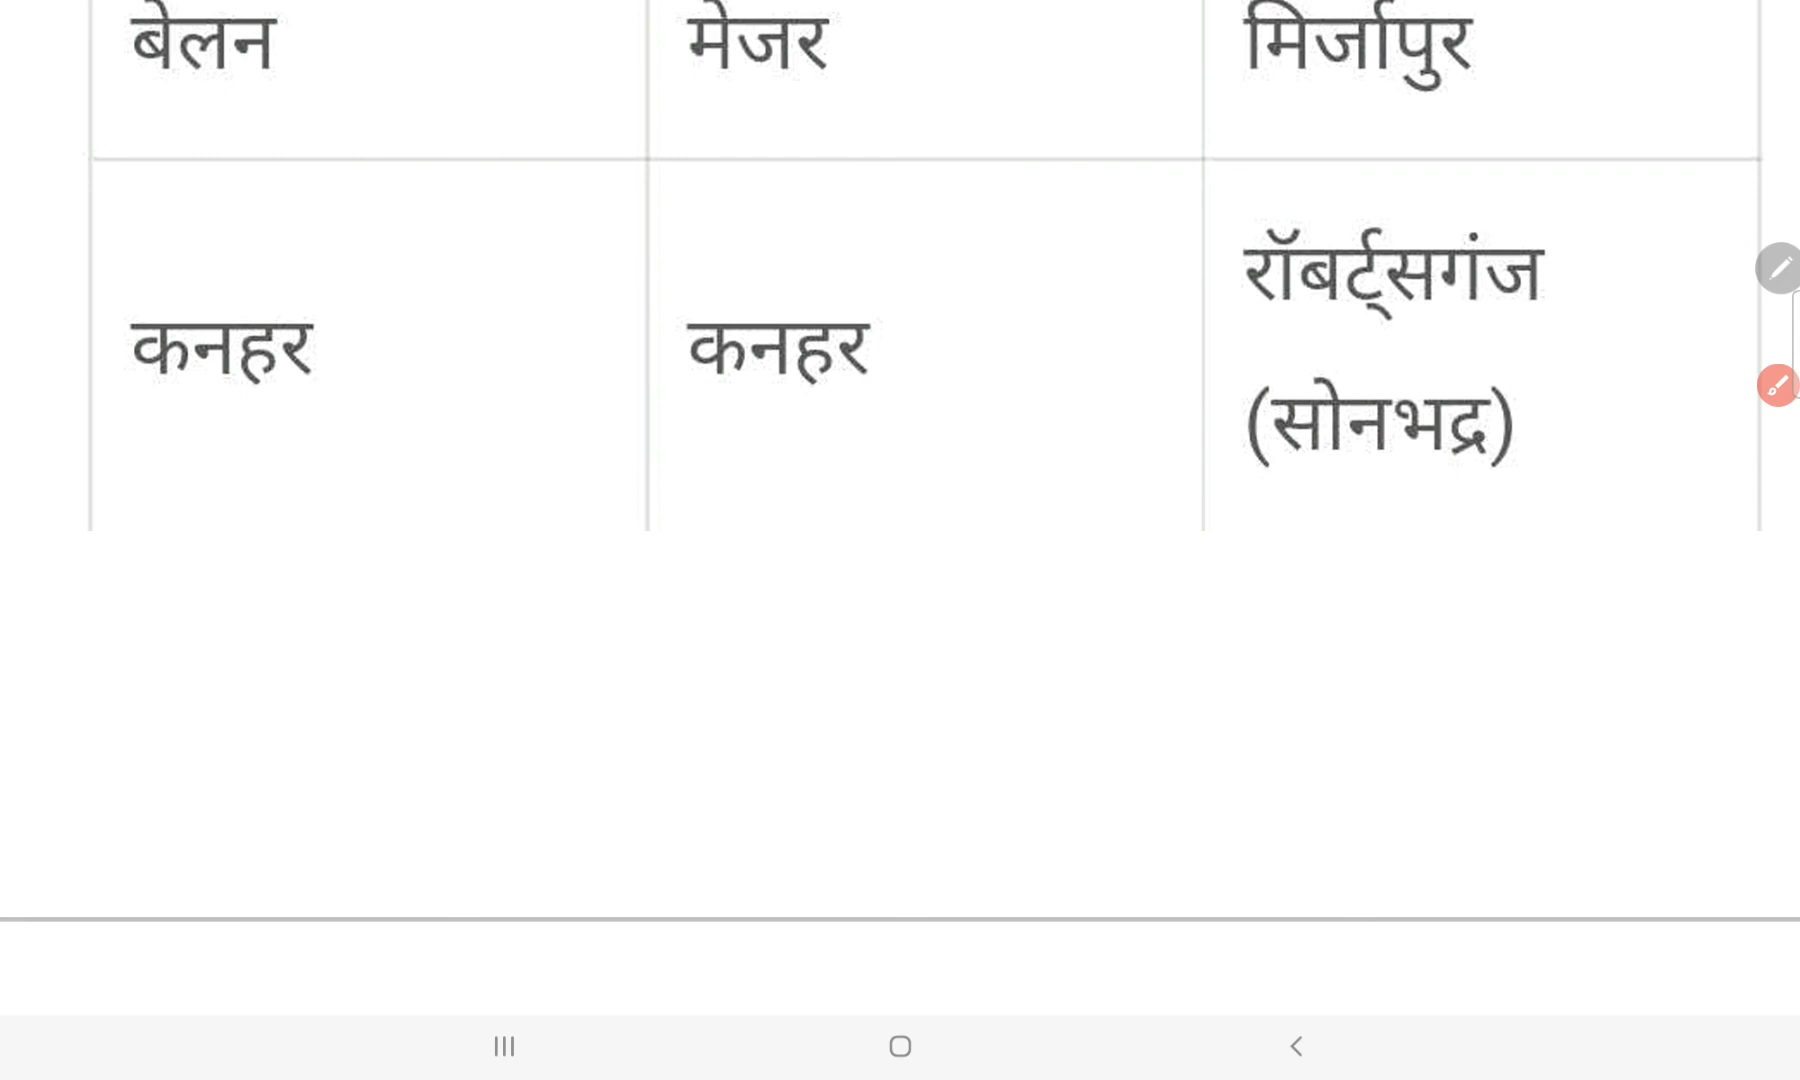 बेलन मेजर मिर्जापुर
कनहर कनहर रॉबर्ट्सगंज
(सोनभद्र)